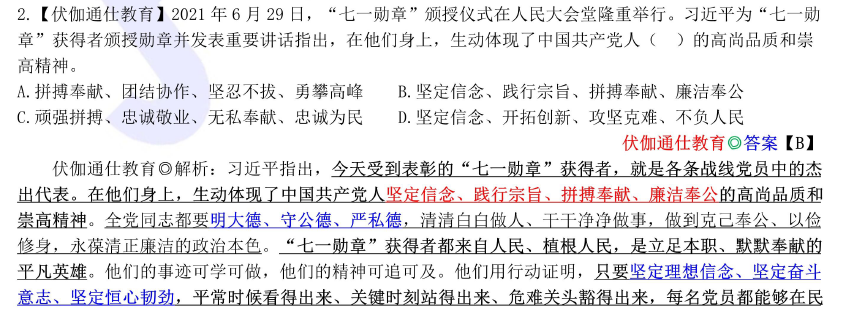 2.【伏伽通仕教育】2021 年 6 月 29 日，“七一勋章”颁授仪式在人民大会堂隆重举行。习近平为“七一勋
章”获得者颁授勋章并发表重要讲话指出，在他们身上，生动体现了中国共产党人（  ）的高尚品质和崇
高精神。
A.拼搏奉献、团结协作、坚忍不拔、勇攀高峰    B.坚定信念、践行宗旨、拼搏奉献、廉洁奉公
C.顽强拼搏、忠诚敬业、无私奉献、忠诚为民    D.坚定信念、开拓创新、攻坚克难、不负人民
伏伽通仕教育◎答案【B】
伏伽通仕教育◎解析：习近平指出，今天受到表彰的“七一勋章”获得者，就是各条战线党员中的杰
出代表。在他们身上，生动体现了中国共产党人坚定信念、践行宗旨、拼搏奉献、廉洁奉公的高尚品质和
崇高精神。全党同志都要明大德、守公德、严私德，清清白白做人、干干净净做事，做到克己奉公、以俭
修身，永葆清正廉洁的政治本色。“七一勋章”获得者都来自人民、植根人民，是立足本职、默默奉献的
平凡英雄。他们的事迹可学可做，他们的精神可追可及。他们用行动证明，只要坚定理想信念、坚定奋斗
意志、坚定恒心韧劲，平常时候看得出来、关键时刻站得出来、危难关头豁得出来，每名党员都能够在民